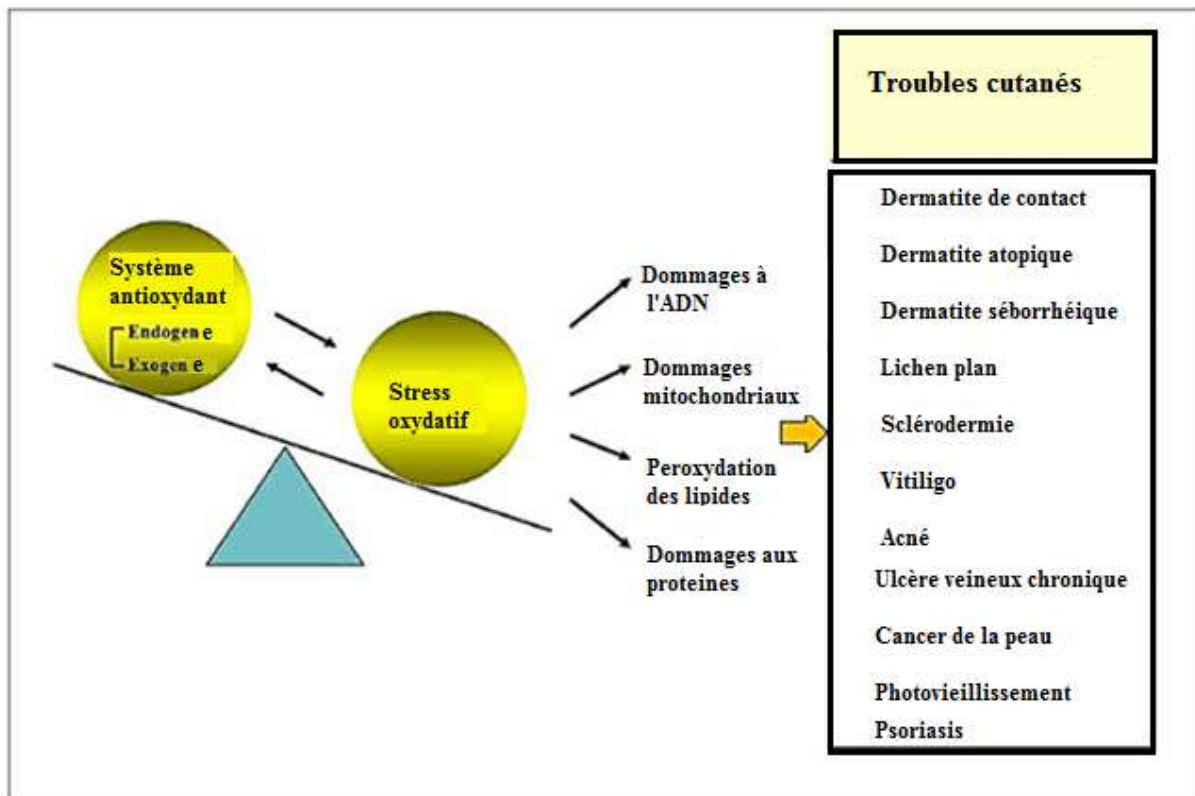 Troubles cutanés
Système
antioxydant
Endogen e
Exogen e
Stress
oxydatif
Dommages à
l'ADN
Dommages
mitochondriaux
Peroxydation
des lipides
Dommages aux
proteines
Dermatite de contact
Dermatite atopique
Dermatite séborrhéique
Lichen plan
Sclérodermie
Vitiligo
Acné
Ulcère veineux chronique
Cancer de la peau
Photovieillissement
Psoriasis